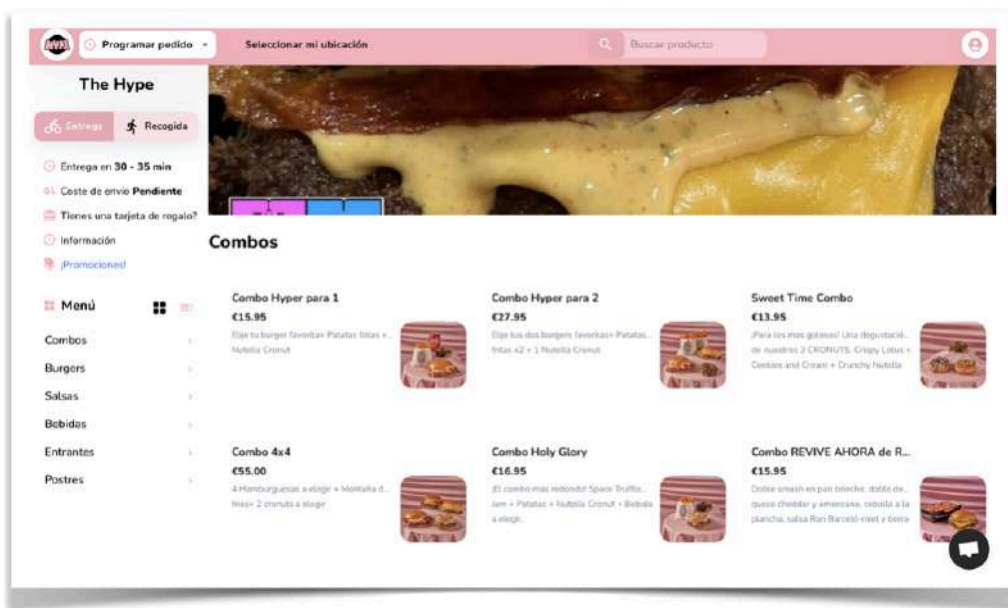 HYPE
Programar pedido
Seleccionar mi ubicación
Buscar producto
The Hype
Entrega
Recogida
Entrega en 30 - 35 min
Coste de envío Pendiente
Tienes una tarjeta de regalo?
Información
¡Promociones!
Menú
Combos
Burgers
Salsas
Bebidas
Entrantes
Postres
Combos
Combo Hyper para 1
€15.95
Elije tu burger favorita+ Patatas fritas +...
Nutella Cronut
Combo Hyper para 2
€27.95
Elije tus dos burgers favoritas+ Patatas...
fritas x2 + 1 Nutella Cronut
Sweet Time Combo
€13.95
¡Para los mas golosos! Una degustació...
de nuestros 3 CRONUTS, Crispy Lotus +
Cookies and Cream + Crunchy Nutella
Combo 4x4
€55.00
4 Hamburguesas a elegir + Montaña d...
fries+ 2 cronuts a elegir
Combo Holy Glory
€16.95
¡El combo mas redondo! Space Truffle...
Jam + Patatas + Nutella Cronut + Bebida
a elegir.
Combo REVIVE AHORA de R...
€15.95
Doble smash en pan brioche, doble de...
queso cheddar y americano, cebolla a la
plancha, salsa Ron Barceló-miel y tierra